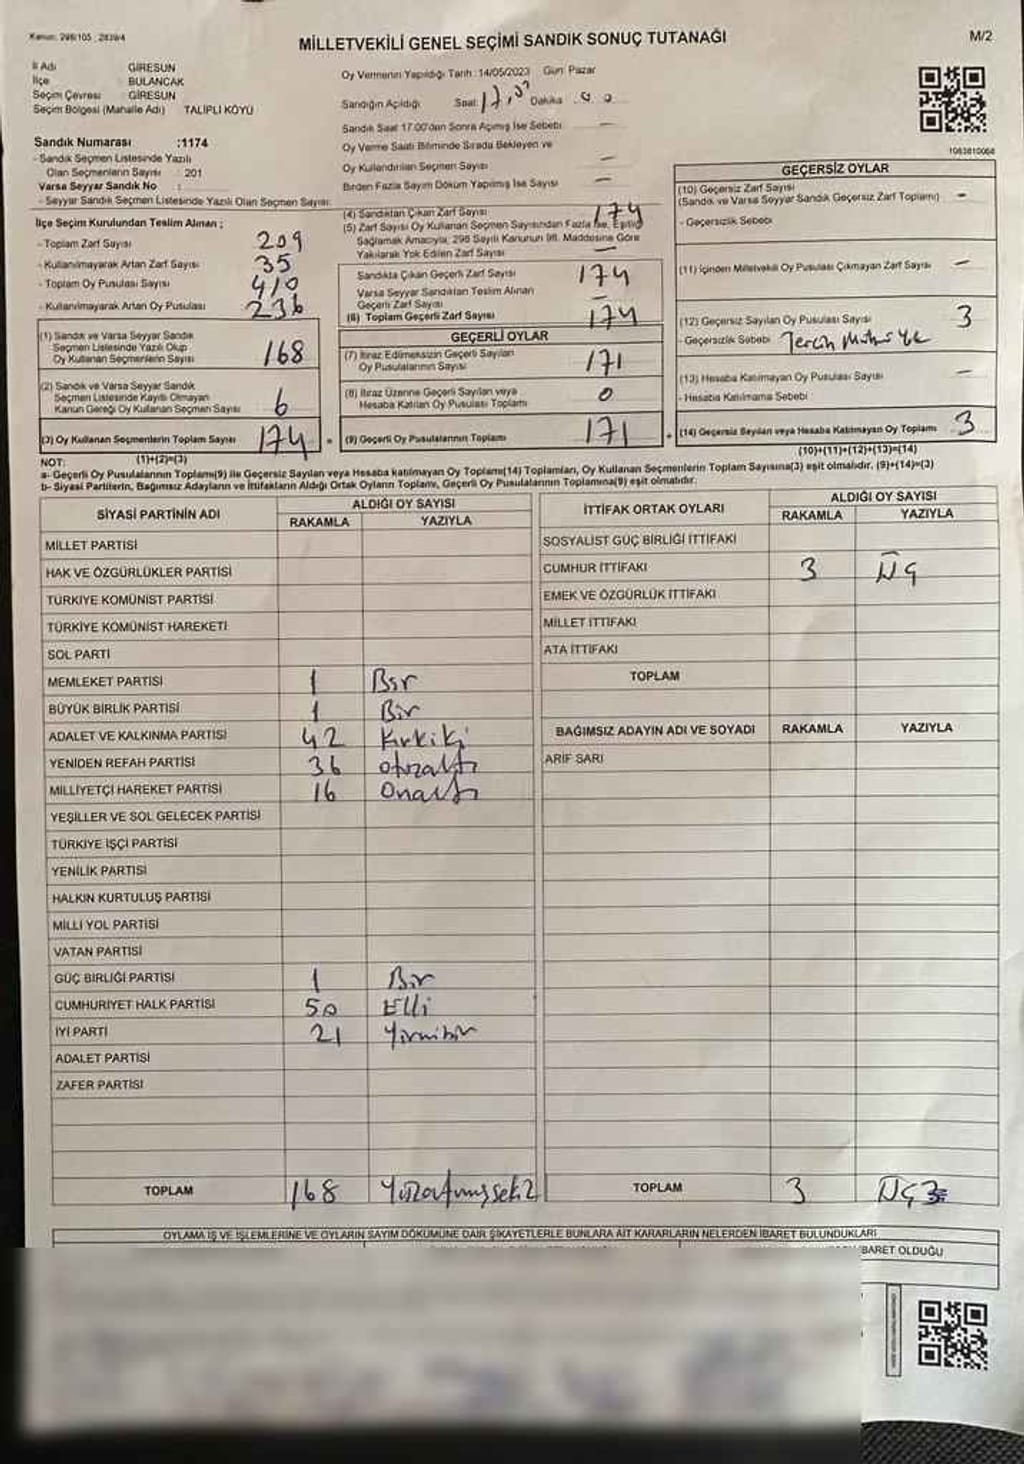 Kanun: 298/105 , 2839/4
MİLLETVEKİLİ GENEL SEÇİMİ SANDIK SONUÇ TUTANAĞI
M/2
İl Adı GİRESUN
İlçe BULANCAK
Seçim Çevresi GİRESUN
Seçim Bölgesi (Mahalle Adı) TALIPLI KÖYÜ
Sandık Numarası :1174
- Sandık Seçmen Listesinde Yazılı
Olan Seçmenlerin Sayısı : 201
Varsa Seyyar Sandık No :
- Seyyar Sandık Seçmen Listesinde Yazılı Olan Seçmen Sayısı:
Oy Vermenin Yapıldığı Tarih :14/05/2023 Gün: Pazar
Sandığın Açıldığı Saat: 17,00 Dakika
Sandık Saat 17.00'den Sonra Açılmış İse Sebebi —
Oy Verme Saati Bitiminde Sırada Bekleyen ve
Oy Kullandırılan Seçmen Sayısı —
Birden Fazla Sayım Döküm Yapılmış İse Sayısı —
1063810066
İlçe Seçim Kurulundan Teslim Alınan ;
- Toplam Zarf Sayısı 209
- Kullanılmayarak Artan Zarf Sayısı 35
- Toplam Oy Pusulası Sayısı 410
- Kullanılmayarak Artan Oy Pusulası 236
(1) Sandık ve Varsa Seyyar Sandık
Seçmen Listesinde Yazılı Olup
Oy Kullanan Seçmenlerin Sayısı 168
(2) Sandık ve Varsa Seyyar Sandık
Seçmen Listesinde Kayıtlı Olmayan
Kanun Gereği Oy Kullanan Seçmen Sayısı 6
(3) Oy Kullanan Seçmenlerin Toplam Sayısı 174 =
(4) Sandıktan Çıkan Zarf Sayısı 174
(5) Zarf Sayısı Oy Kullanan Seçmen Sayısından Fazla İse, Eşitliği
Sağlamak Amacıyla, 298 Sayılı Kanunun 98. Maddesine Göre
Yakılarak Yok Edilen Zarf Sayısı —
Sandıkta Çıkan Geçerli Zarf Sayısı 174
Varsa Seyyar Sandıktan Teslim Alınan
Geçerli Zarf Sayısı —
(6) Toplam Geçerli Zarf Sayısı 174
GEÇERLİ OYLAR
(7) İtiraz Edilmeksizin Geçerli Sayılan
Oy Pusulalarının Sayısı 171
(8) İtiraz Üzerine Geçerli Sayılan veya
Hesaba Katılan Oy Pusulası Toplamı 0
(9) Geçerli Oy Pusulalarının Toplamı 171 +
GEÇERSİZ OYLAR
(10) Geçersiz Zarf Sayısı
(Sandık ve Varsa Seyyar Sandık Geçersiz Zarf Toplamı) –
- Geçersizlik Sebebi
(11) İçinden Milletvekili Oy Pusulası Çıkmayan Zarf Sayısı —
(12) Geçersiz Sayılan Oy Pusulası Sayısı 3
- Geçersizlik Sebebi Tercih Mührü Yok
(13) Hesaba Katılmayan Oy Pusulası Sayısı —
- Hesaba Katılmama Sebebi
(14) Geçersiz Sayılan veya Hesaba Katılmayan Oy Toplamı 3
NOT: (1)+(2)=(3)
(10)+(11)+(12)+(13)=(14)
a- Geçerli Oy Pusulalarının Toplamı(9) ile Geçersiz Sayılan veya Hesaba katılmayan Oy Toplamı(14) Toplamları, Oy Kullanan Seçmenlerin Toplam Sayısına(3) eşit olmalıdır. (9)+(14)=(3)
b- Siyasi Partilerin, Bağımsız Adayların ve İttifakların Aldığı Ortak Oyların Toplamı, Geçerli Oy Pusulalarının Toplamına(9) eşit olmalıdır.
SİYASİ PARTİNİN ADI
ALDIĞI OY SAYISI
RAKAMLA YAZIYLA
MİLLET PARTİSİ
HAK VE ÖZGÜRLÜKLER PARTİSİ
TÜRKİYE KOMÜNİST PARTİSİ
TÜRKİYE KOMÜNİST HAREKETİ
SOL PARTİ
MEMLEKET PARTİSİ 1 Bir
BÜYÜK BİRLİK PARTİSİ 1 Bir
ADALET VE KALKINMA PARTİSİ 42 Kırkiki
YENİDEN REFAH PARTİSİ 36 otuzaltı
MİLLİYETÇİ HAREKET PARTİSİ 16 Onaltı
YEŞİLLER VE SOL GELECEK PARTİSİ
TÜRKİYE İŞÇİ PARTİSİ
YENİLİK PARTİSİ
HALKIN KURTULUŞ PARTİSİ
MİLLİ YOL PARTİSİ
VATAN PARTİSİ
GÜÇ BİRLİĞİ PARTİSİ 1 Bir
CUMHURİYET HALK PARTİSİ 50 Elli
İYİ PARTİ 21 Yirmibir
ADALET PARTİSİ
ZAFER PARTİSİ
TOPLAM 168 Yüzatmışsekiz
İTTİFAK ORTAK OYLARI
ALDIĞI OY SAYISI
RAKAMLA YAZIYLA
SOSYALİST GÜÇ BİRLİĞİ İTTİFAKI
CUMHUR İTTİFAKI 3 Üç
EMEK VE ÖZGÜRLÜK İTTİFAKI
MİLLET İTTİFAKI
ATA İTTİFAKI
TOPLAM
BAĞIMSIZ ADAYIN ADI VE SOYADI RAKAMLA YAZIYLA
ARİF SARI
TOPLAM 3 Üç
OYLAMA İŞ VE İŞLEMLERİNE VE OYLARIN SAYIM DÖKÜMÜNE DAİR ŞİKAYETLERLE BUNLARA AİT KARARLARIN NELERDEN İBARET BULUNDUKLARI
İBARET OLDUĞU